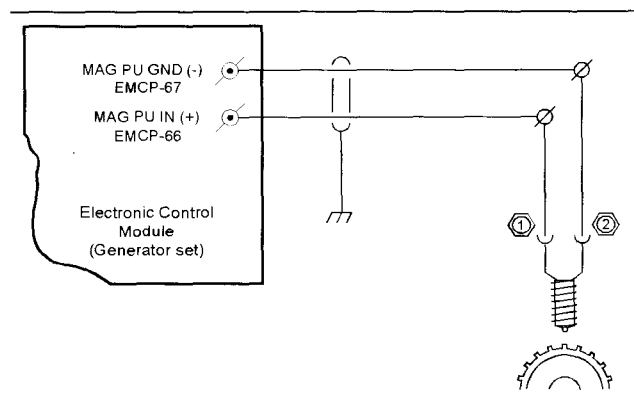 MAG PU GND (-)
EMCP-67
MAG PU IN (+)
EMCP-66
Electronic Control
Module
(Generator set)
1
2